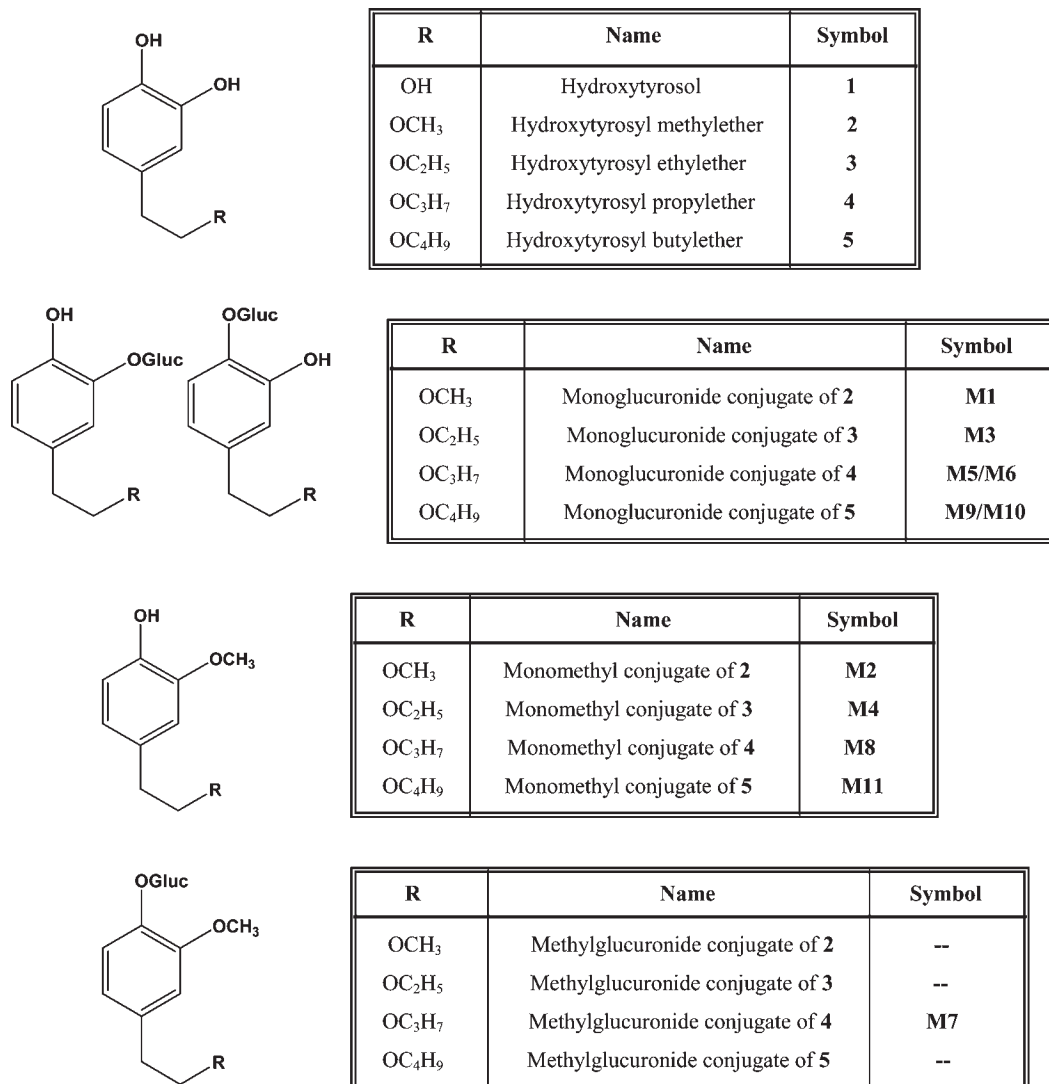 OH
OH
R
R Name Symbol
OH Hydroxytyrosol 1
OCH₃ Hydroxytyrosyl methylether 2
OC₂H₅ Hydroxytyrosyl ethylether 3
OC₃H₇ Hydroxytyrosyl propylether 4
OC₄H₉ Hydroxytyrosyl butylether 5
OH
OGluc
R
OGluc
OH
R
R Name Symbol
OCH₃ Monoglucuronide conjugate of 2 M1
OC₂H₅ Monoglucuronide conjugate of 3 M3
OC₃H₇ Monoglucuronide conjugate of 4 M5/M6
OC₄H₉ Monoglucuronide conjugate of 5 M9/M10
OH
OCH₃
R
R Name Symbol
OCH₃ Monomethyl conjugate of 2 M2
OC₂H₅ Monomethyl conjugate of 3 M4
OC₃H₇ Monomethyl conjugate of 4 M8
OC₄H₉ Monomethyl conjugate of 5 M11
OGluc
OCH₃
R
R Name Symbol
OCH₃ Methylglucuronide conjugate of 2 --
OC₂H₅ Methylglucuronide conjugate of 3 --
OC₃H₇ Methylglucuronide conjugate of 4 M7
OC₄H₉ Methylglucuronide conjugate of 5 --